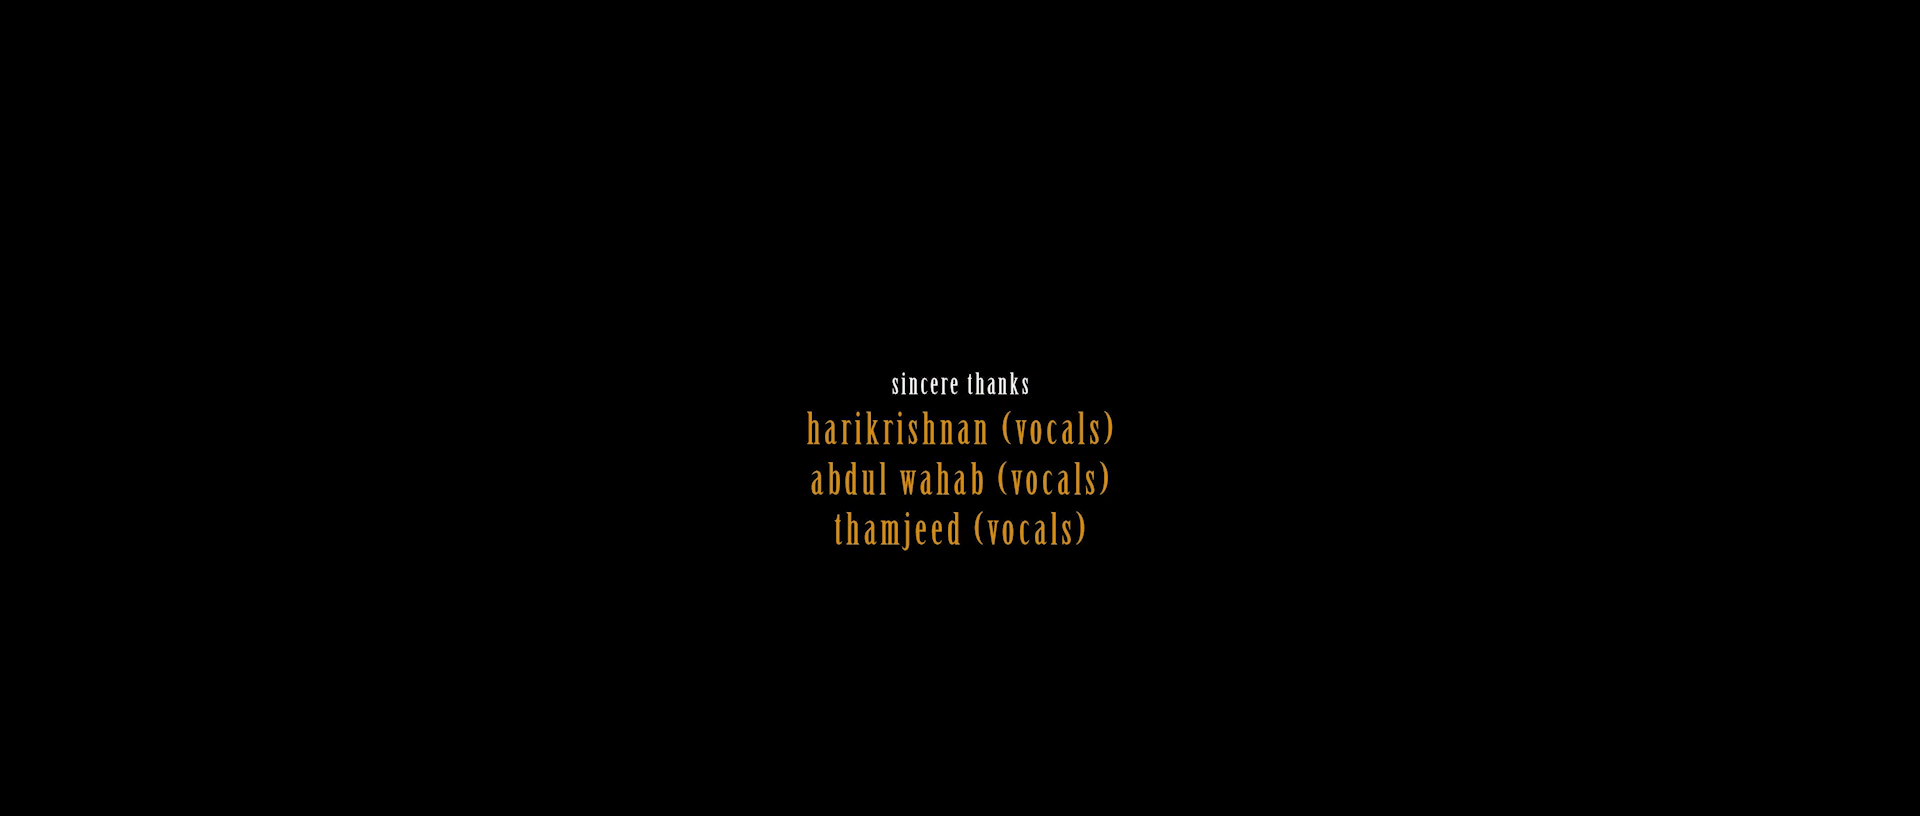 sincere thanks
harikrishnan (vocals)
abdul wahab (vocals)
thamjeed (vocals)